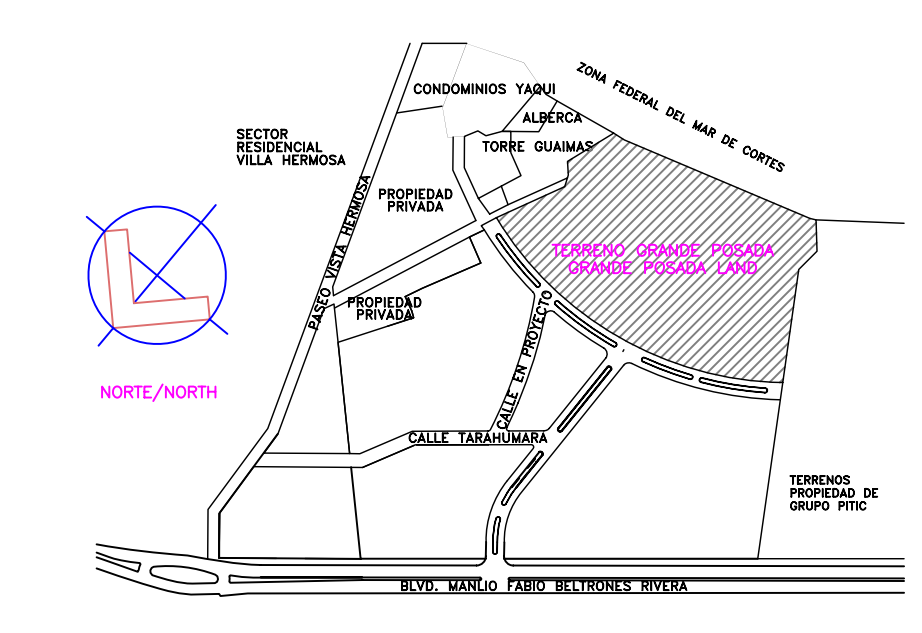 ZONA FEDERAL DEL MAR DE CORTES
CONDOMINIOS YAQUI
ALBERCA
SECTOR
RESIDENCIAL
VILLA HERMOSA
TORRE GUAIMAS
PROPIEDAD
PRIVADA
PASEO VISTA HERMOSA
TERRENO GRANDE POSADA
GRANDE POSADA LAND
PROPIEDAD
PRIVADA
CALLE EN PROYECTO
NORTE/NORTH
CALLE TARAHUMARA
TERRENOS
PROPIEDAD DE
GRUPO PITIC
BLVD. MANLIO FABIO BELTRONES RIVERA